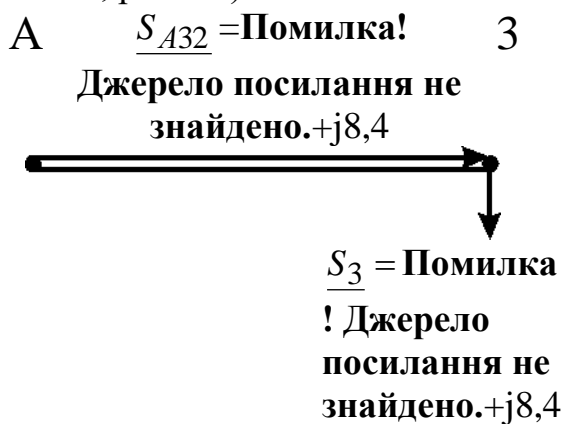 A S_A32 =Помилка! 3
Джерело посилання не
знайдено.+j8,4
S_3 = Помилка
! Джерело
посилання не
знайдено.+j8,4